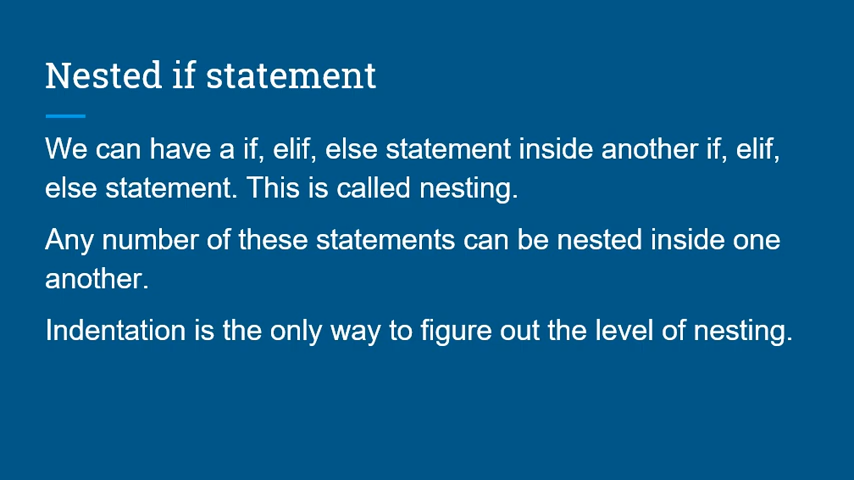 Nested if statement
We can have a if, elif, else statement inside another if, elif,
else statement. This is called nesting.
Any number of these statements can be nested inside one
another.
Indentation is the only way to figure out the level of nesting.